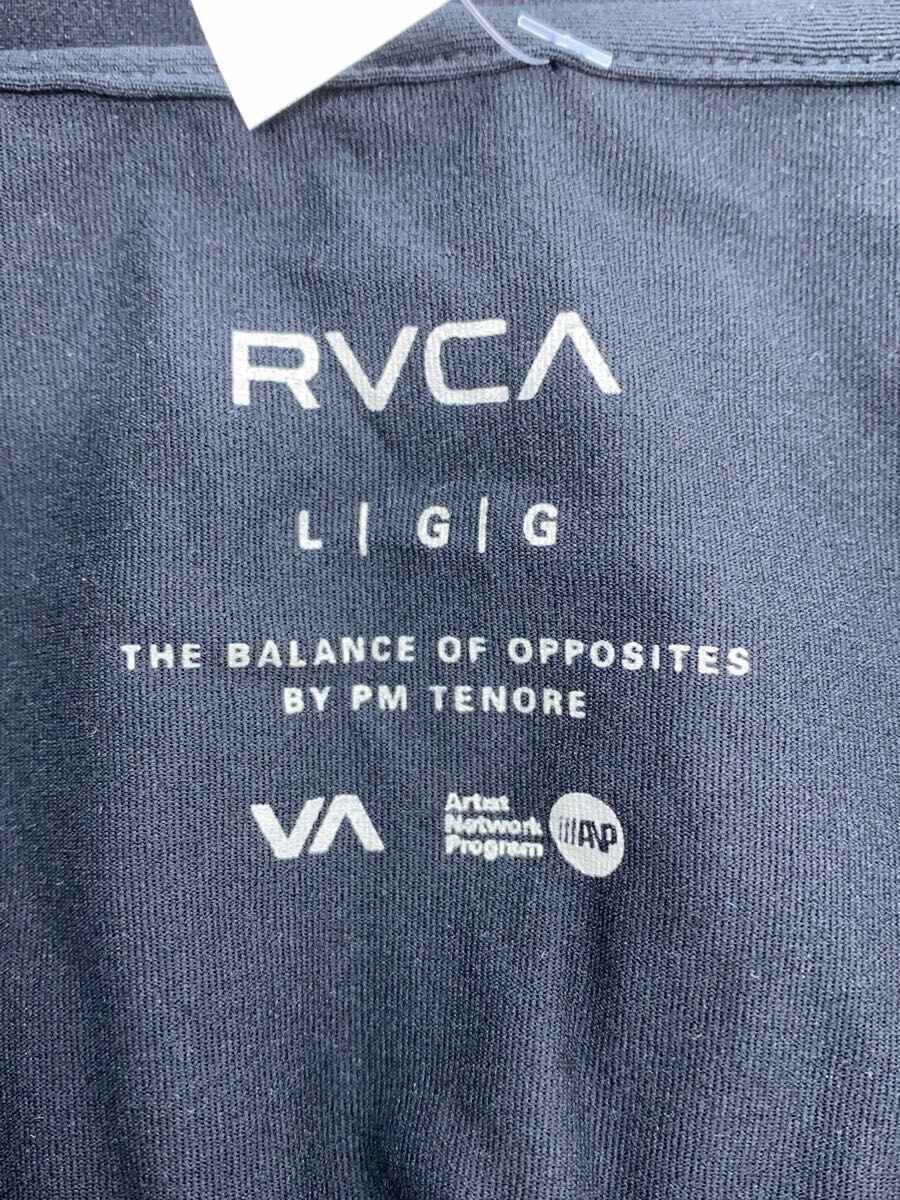 RVCA
L | G | G
THE BALANCE OF OPPOSITES
BY PM TENORE
VA
Artist
Network
Program
///ANP